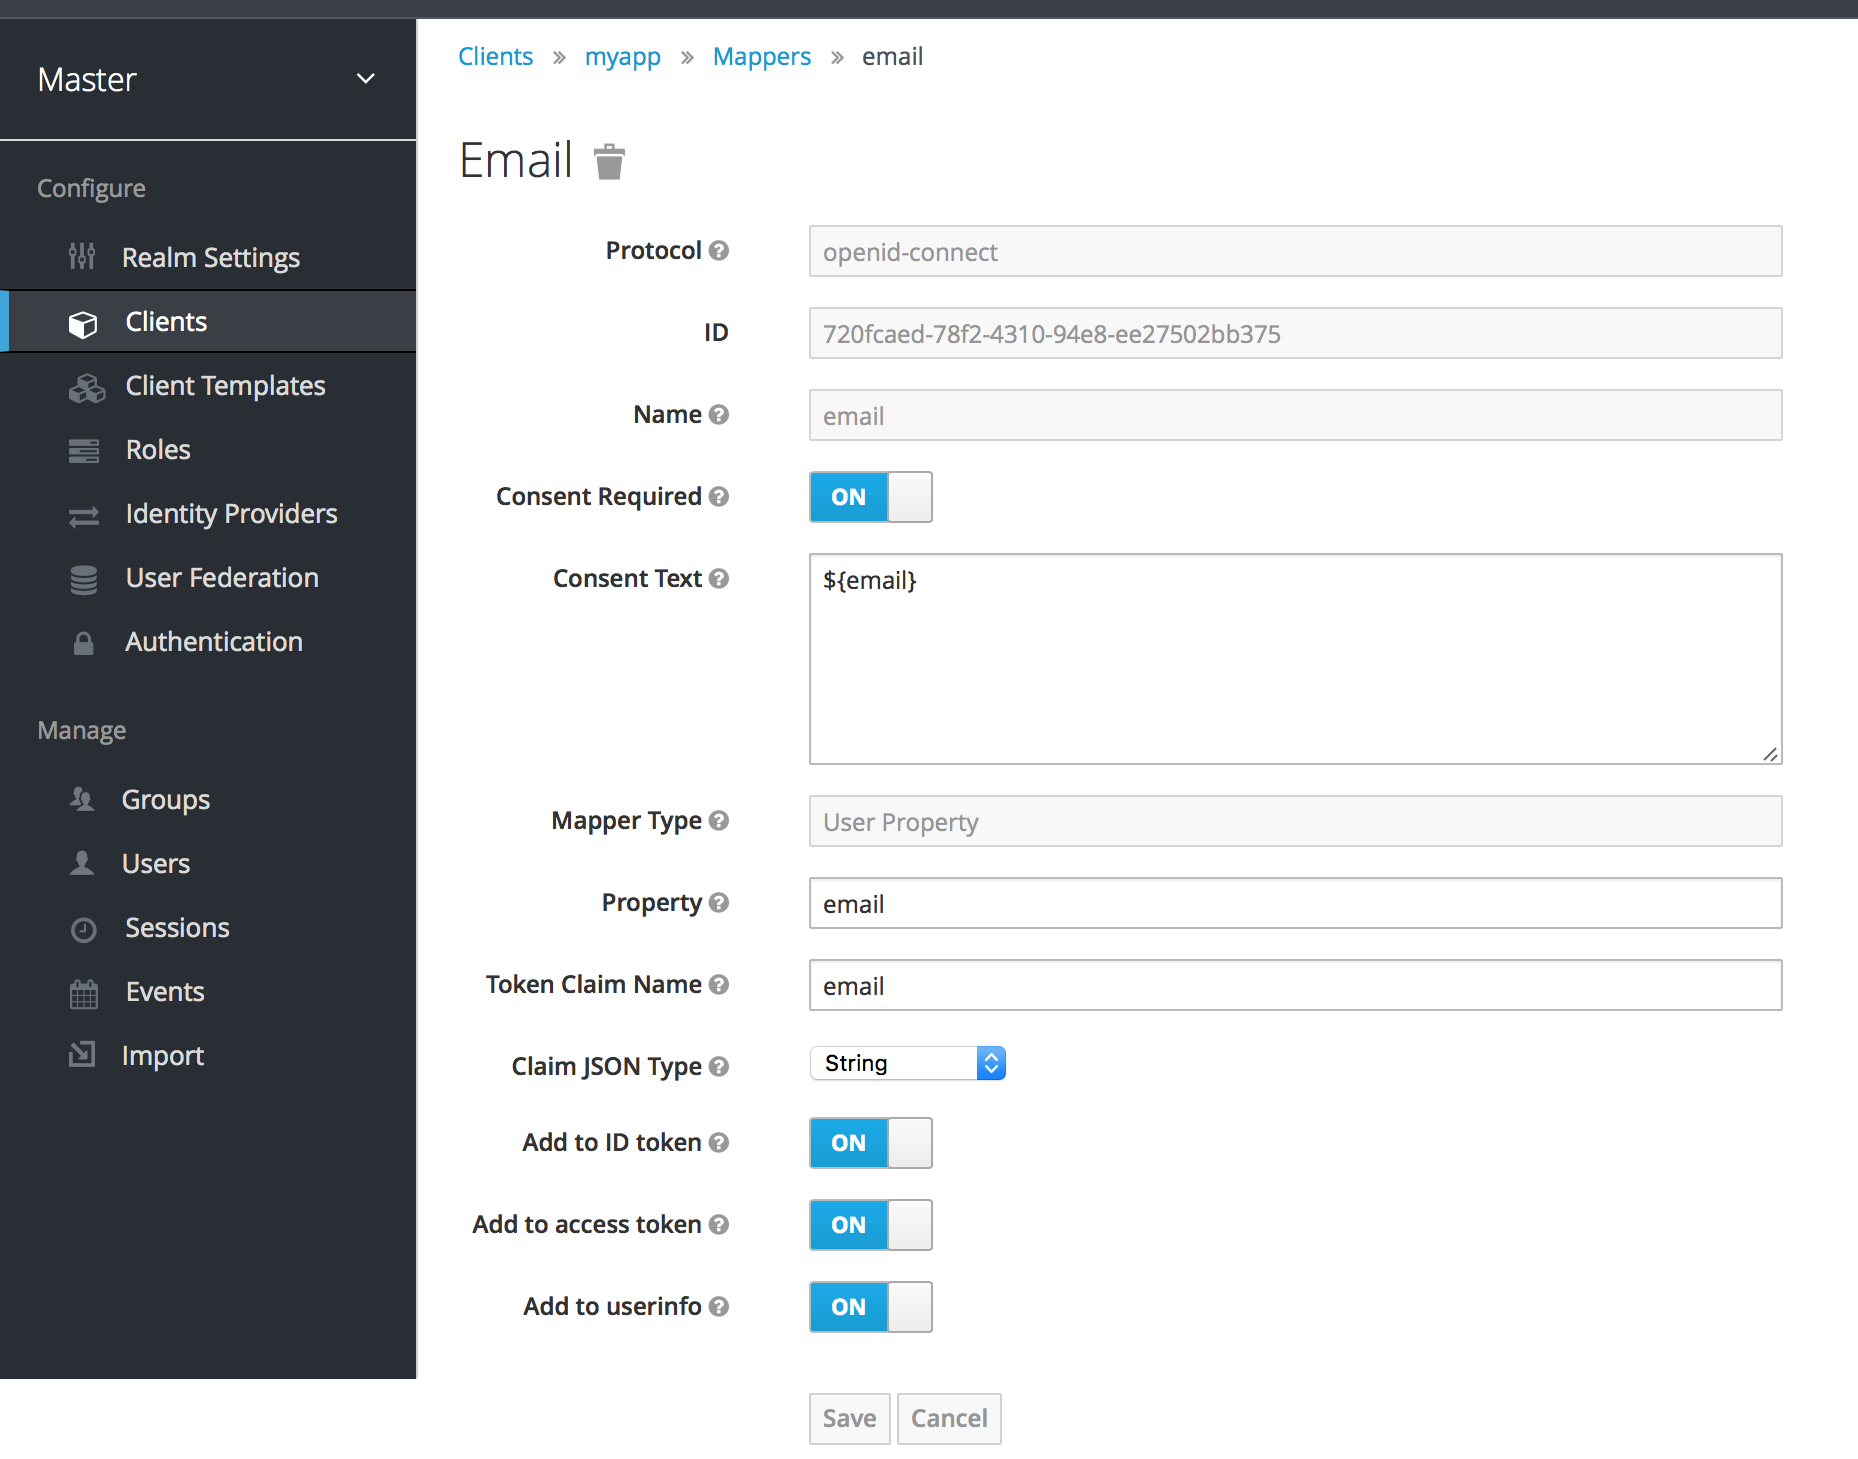 Master
Configure
Realm Settings
Clients
Client Templates
Roles
Identity Providers
User Federation
Authentication
Manage
Groups
Users
Sessions
Events
Import
Clients » myapp » Mappers » email
Email
Protocol openid-connect
ID 720fcaed-78f2-4310-94e8-ee27502bb375
Name email
Consent Required ON
Consent Text ${email}
Mapper Type User Property
Property email
Token Claim Name email
Claim JSON Type String
Add to ID token ON
Add to access token ON
Add to userinfo ON
Save Cancel